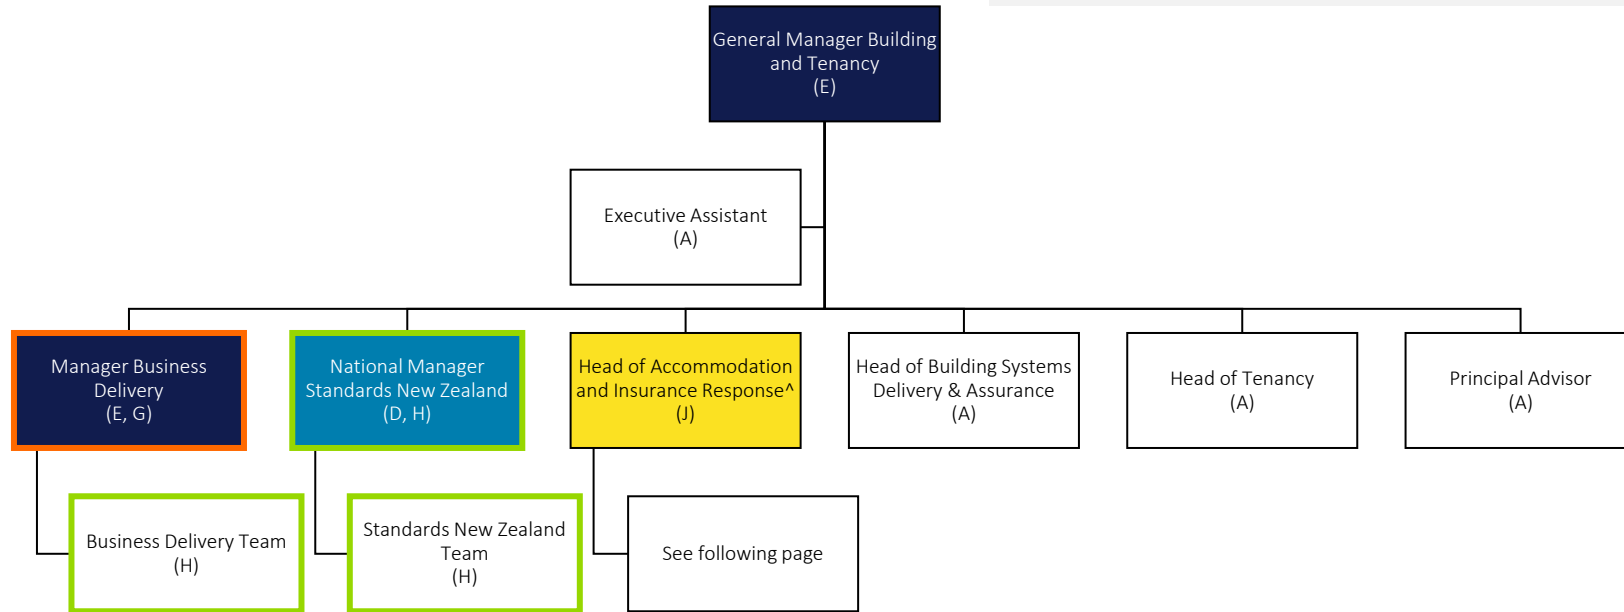 General Manager Building
and Tenancy
(E)
Executive Assistant
(A)
Manager Business
Delivery
(E, G)
National Manager
Standards New Zealand
(D, H)
Head of Accommodation
and Insurance Response^
(J)
Head of Building Systems
Delivery & Assurance
(A)
Head of Tenancy
(A)
Principal Advisor
(A)
Business Delivery Team
(H)
Standards New Zealand
Team
(H)
See following page